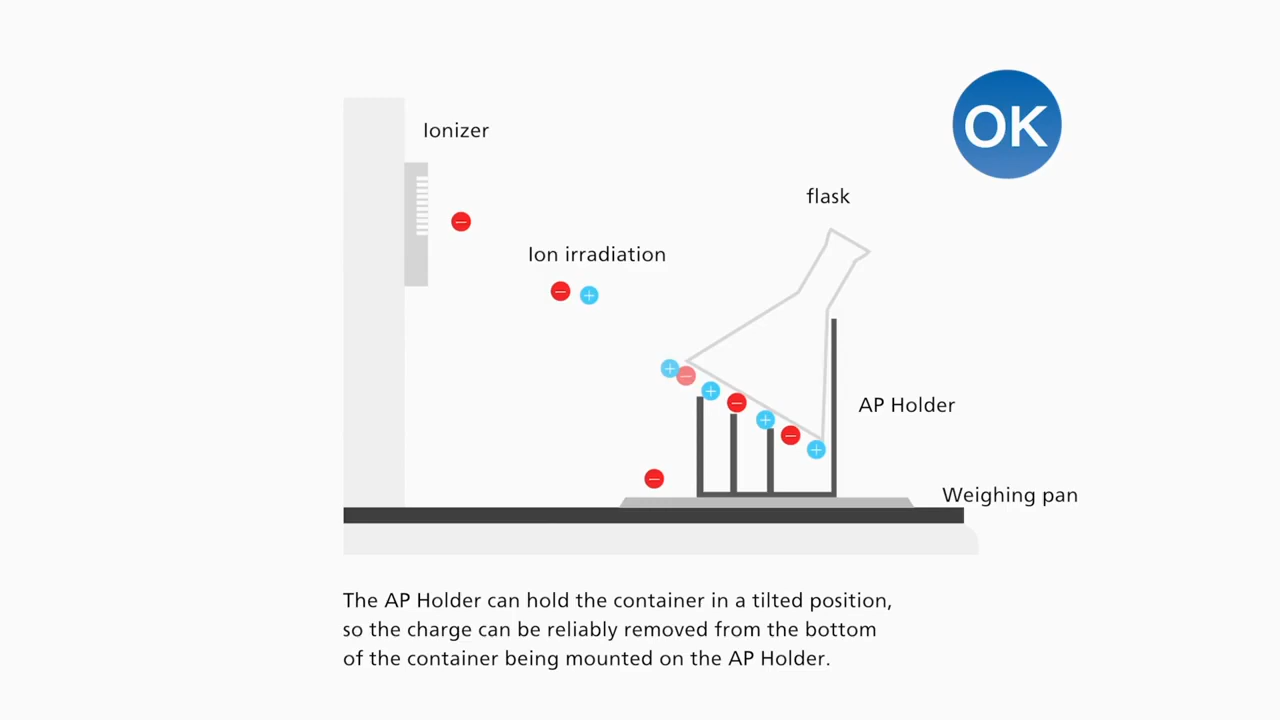 OK
Ionizer
flask
Ion irradiation
AP Holder
Weighing pan
The AP Holder can hold the container in a tilted position,
so the charge can be reliably removed from the bottom
of the container being mounted on the AP Holder.